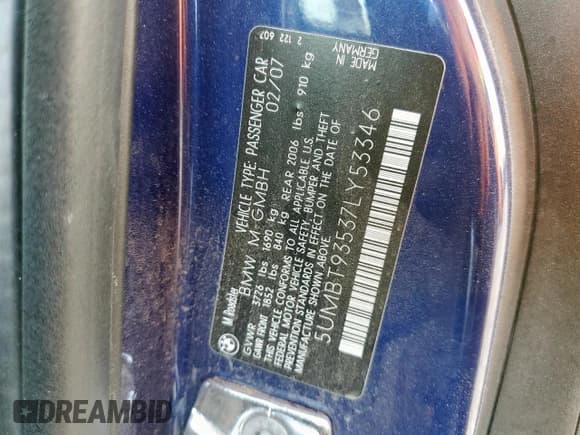 M Roadster
BMW M GMBH
VEHICLE TYPE: PASSENGER CAR
02/07
GVWR 3726 lbs 1690 kg
GAWR FRONT 1852 lbs 840 kg REAR 2006 lbs 910 kg
THIS VEHICLE CONFORMS TO ALL APPLICABLE U.S.
FEDERAL MOTOR VEHICLE SAFETY, BUMPER AND THEFT
PREVENTION STANDARDS IN EFFECT ON THE DATE OF
MANUFACTURE SHOWN ABOVE
5UMBT93537LY53346
MADE IN
GERMANY
2 122 607
DREAMBID